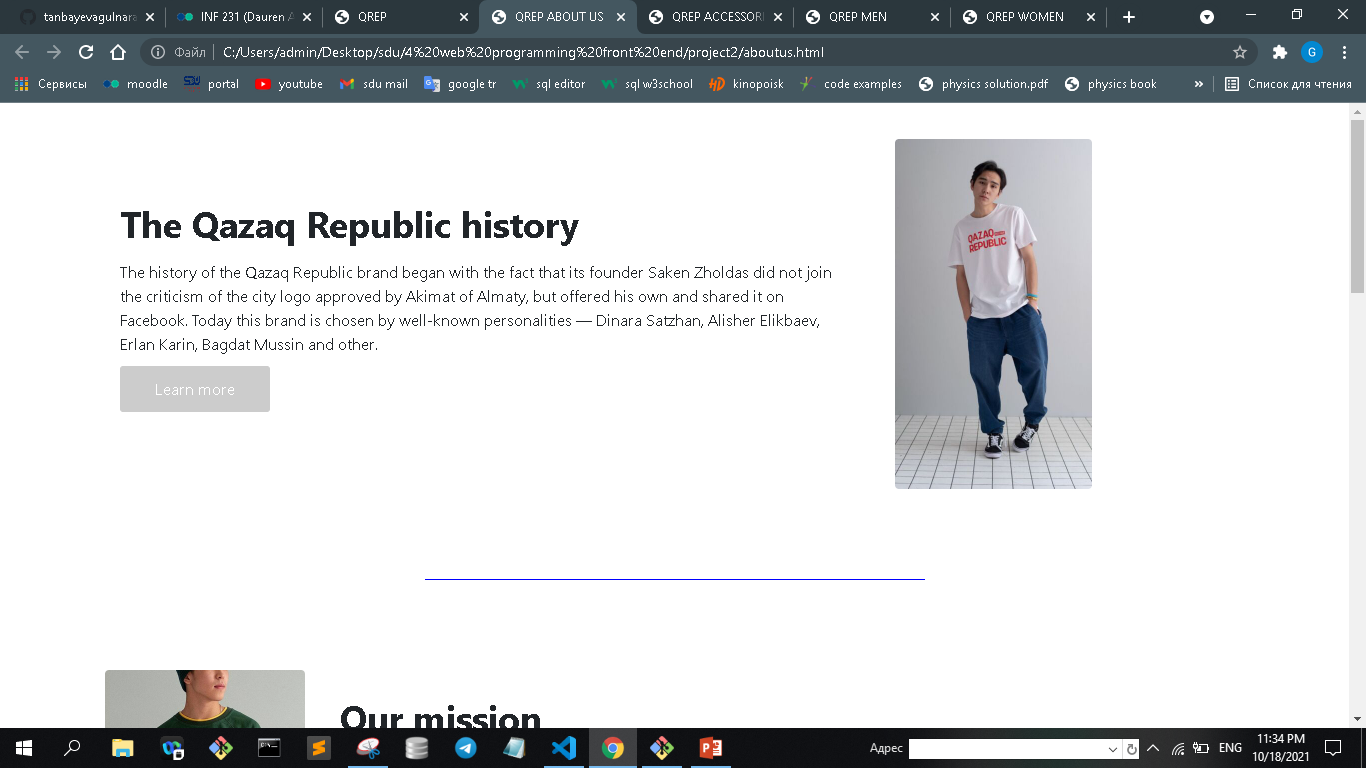 tanbayevagulnara
INF 231 (Dauren A
QREP
QREP ABOUT US
QREP ACCESSORI
QREP MEN
QREP WOMEN
Файл
C:/Users/admin/Desktop/sdu/4%20web%20programming%20front%20end/project2/aboutus.html
G
Сервисы
moodle
portal
youtube
sdu mail
google tr
sql editor
sql w3school
kinopoisk
code examples
physics solution.pdf
physics book
»
Список для чтения
The Qazaq Republic history
The history of the Qazaq Republic brand began with the fact that its founder Saken Zholdas did not join
the criticism of the city logo approved by Akimat of Almaty, but offered his own and shared it on
Facebook. Today this brand is chosen by well-known personalities — Dinara Satzhan, Alisher Elikbaev,
Erlan Karin, Bagdat Mussin and other.
Learn more
QAZAQ
REPUBLIC
Our mission
Адрес
ENG
11:34 PM
10/18/2021